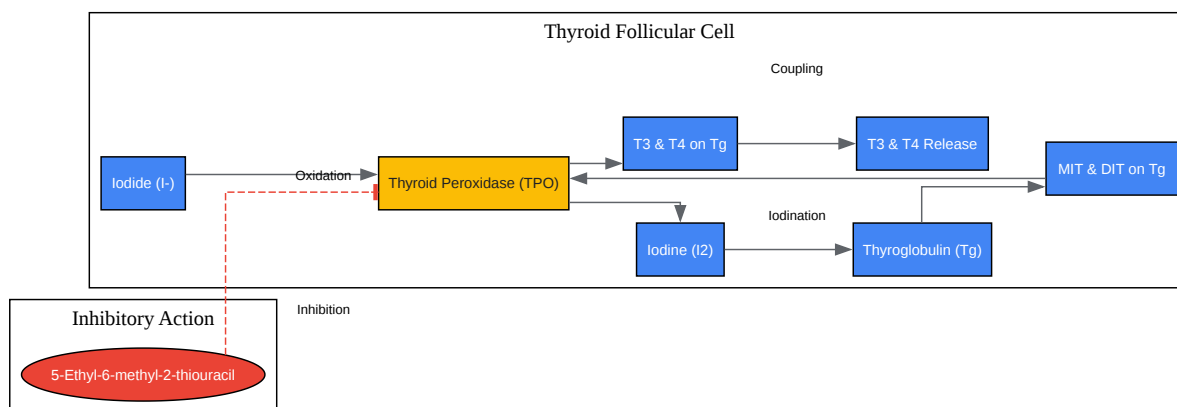 Thyroid Follicular Cell
Coupling
T3 & T4 on Tg
T3 & T4 Release
Iodide (I-)
Oxidation
Thyroid Peroxidase (TPO)
MIT & DIT on Tg
Iodination
Iodine (I2)
Thyroglobulin (Tg)
Inhibition
Inhibitory Action
5-Ethyl-6-methyl-2-thiouracil